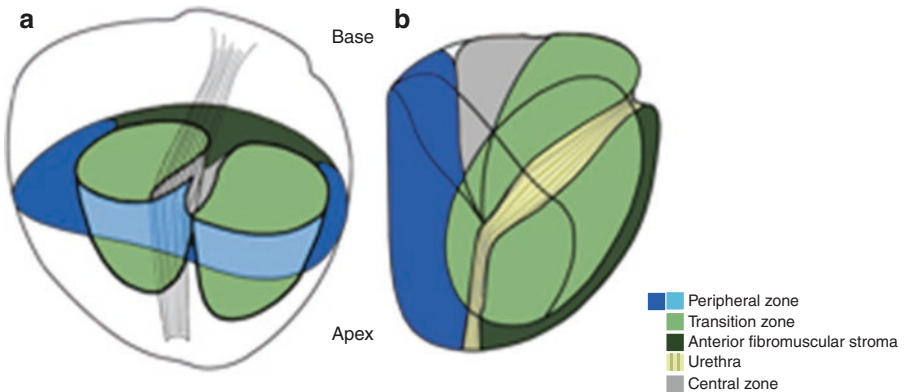 a
Base
b
Apex
Peripheral zone
Transition zone
Anterior fibromuscular stroma
Urethra
Central zone